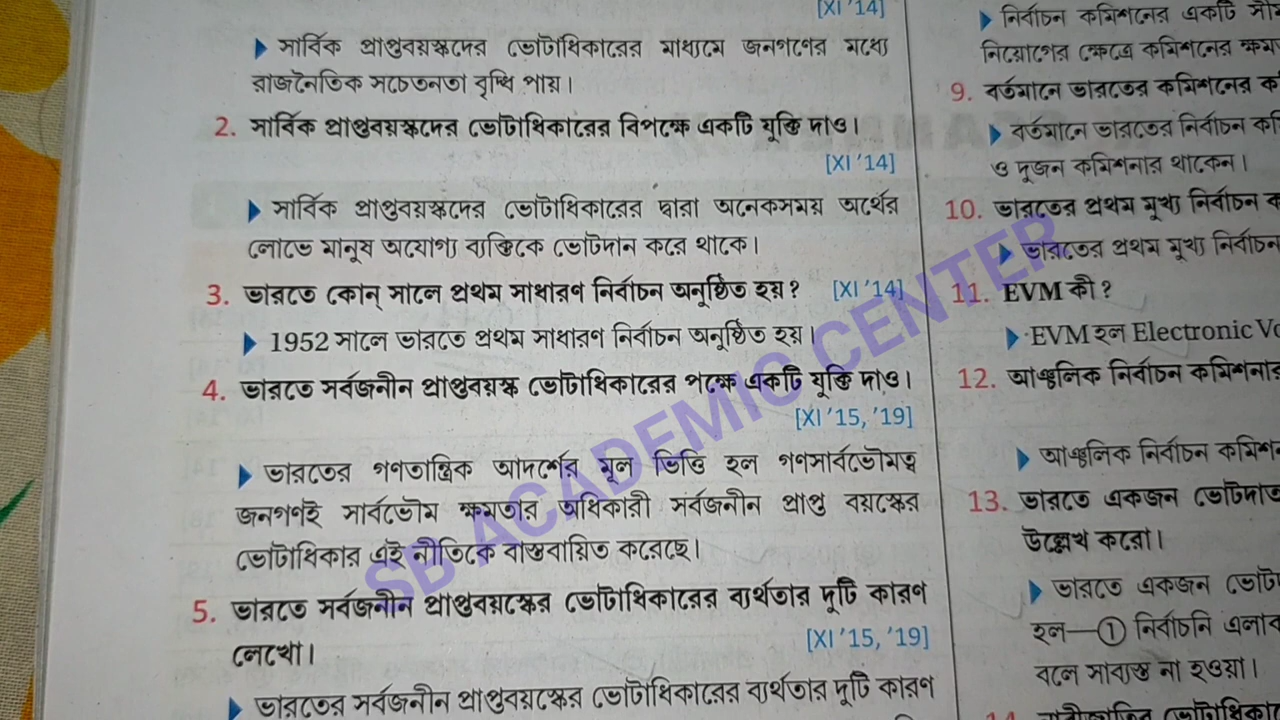 [XI '14]
▶ সার্বিক প্রাপ্তবয়স্কদের ভোটাধিকারের মাধ্যমে জনগণের মধ্যে
রাজনৈতিক সচেতনতা বৃদ্ধি পায়।
2. সার্বিক প্রাপ্তবয়স্কদের ভোটাধিকারের বিপক্ষে একটি যুক্তি দাও।
[XI '14]
▶ সার্বিক প্রাপ্তবয়স্কদের ভোটাধিকারের দ্বারা অনেকসময় অর্থের
লোভে মানুষ অযোগ্য ব্যক্তিকে ভোটদান করে থাকে।
3. ভারতে কোন্ সালে প্রথম সাধারণ নির্বাচন অনুষ্ঠিত হয়? [XI '14]
▶ 1952 সালে ভারতে প্রথম সাধারণ নির্বাচন অনুষ্ঠিত হয়।
4. ভারতে সর্বজনীন প্রাপ্তবয়স্ক ভোটাধিকারের পক্ষে একটি যুক্তি দাও।
[XI '15, '19]
▶ ভারতের গণতান্ত্রিক আদর্শের মূল ভিত্তি হল গণসার্বভৌমত্ব
জনগণই সার্বভৌম ক্ষমতার অধিকারী সর্বজনীন প্রাপ্ত বয়স্কের
ভোটাধিকার এই নীতিকে বাস্তবায়িত করেছে।
5. ভারতে সর্বজনীন প্রাপ্তবয়স্কের ভোটাধিকারের ব্যর্থতার দুটি কারণ
লেখো। [XI '15, '19]
▶ ভারতের সর্বজনীন প্রাপ্তবয়স্কের ভোটাধিকারের ব্যর্থতার দুটি কারণ
▶ নির্বাচন কমিশনের একটি
নিয়োগের ক্ষেত্রে কমিশনের
9. বর্তমানে ভারতের কমিশনের
▶ বর্তমানে ভারতের নির্বাচন
ও দুজন কমিশনার থাকেন।
10. ভারতের প্রথম মুখ্য নির্বাচন
▶ ভারতের প্রথম মুখ্য নির্বাচন
11. EVM কী?
▶ EVM হল Electronic
12. আঞ্চলিক নির্বাচন কমিশনার
▶ আঞ্চলিক নির্বাচন
13. ভারতে একজন
উল্লেখ করো।
▶ ভারতে একজন
হল—① নির্বাচনি
বলে সাব্যস্ত না হওয়া।
SB ACADEMIC CENTER